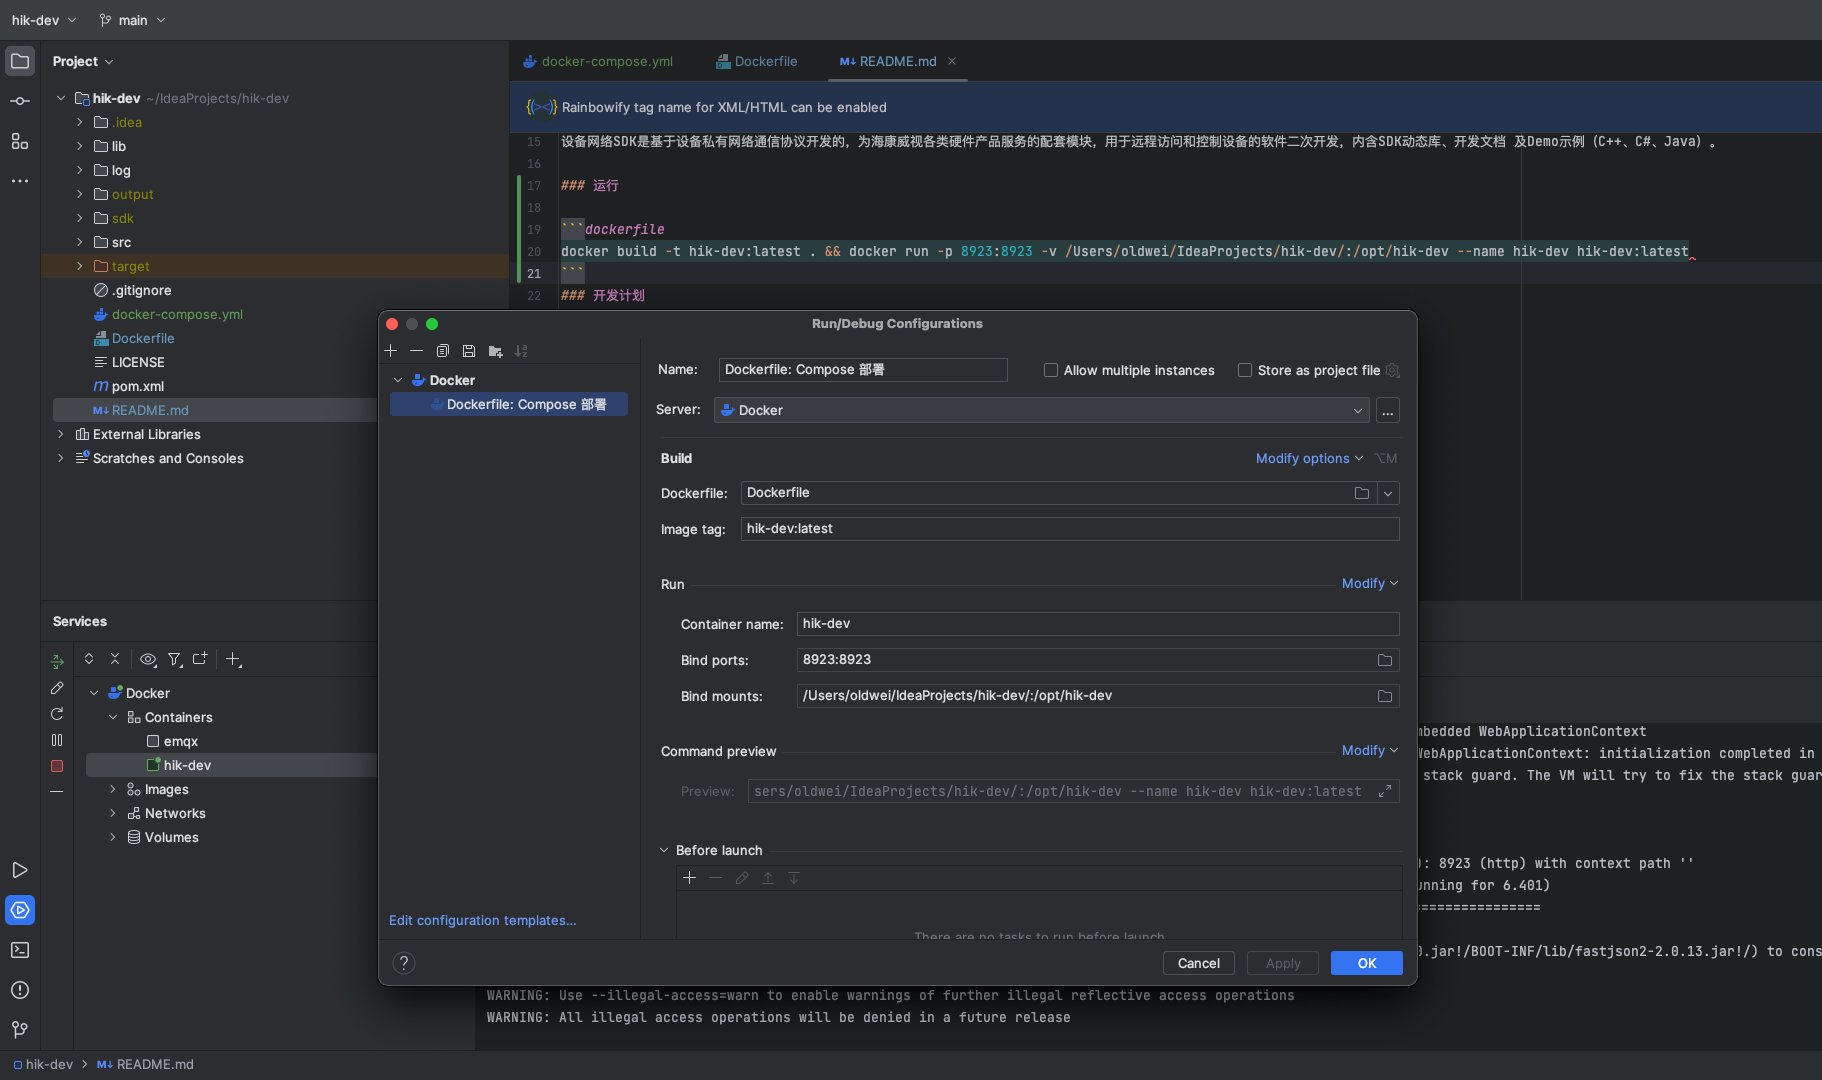 hik-dev
main
Project
hik-dev ~/IdeaProjects/hik-dev
.idea
lib
log
output
sdk
src
target
.gitignore
docker-compose.yml
Dockerfile
LICENSE
pom.xml
README.md
External Libraries
Scratches and Consoles
docker-compose.yml
Dockerfile
README.md
Rainbowify tag name for XML/HTML can be enabled
15 设备网络SDK是基于设备私有网络通信协议开发的，为海康威视各类硬件产品服务的配套模块，用于远程访问和控制设备的软件二次开发，内含SDK动态库、开发文档 及Demo示例（C++、C#、Java）。
16
17 ### 运行
18
19 ```dockerfile
20 docker build -t hik-dev:latest . && docker run -p 8923:8923 -v /Users/oldwei/IdeaProjects/hik-dev/:/opt/hik-dev --name hik-dev hik-dev:latest
21 ```
22 ### 开发计划
Run/Debug Configurations
Docker
Dockerfile: Compose 部署
Edit configuration templates...
Name: Dockerfile: Compose 部署
Allow multiple instances
Store as project file
Server: Docker
...
Build
Modify options
⌥M
Dockerfile: Dockerfile
Image tag: hik-dev:latest
Run
Modify
Container name: hik-dev
Bind ports: 8923:8923
Bind mounts: /Users/oldwei/IdeaProjects/hik-dev/:/opt/hik-dev
Command preview
Modify
Preview: sers/oldwei/IdeaProjects/hik-dev/:/opt/hik-dev --name hik-dev hik-dev:latest
Before launch
There are no tasks to run before launch
?
Cancel
Apply
OK
Services
Docker
Containers
emqx
hik-dev
Images
Networks
Volumes
bedded WebApplicationContext
WebApplicationContext: initialization completed in
stack guard. The VM will try to fix the stack guar
: 8923 (http) with context path ''
nning for 6.401)
===============
.jar!/BOOT-INF/lib/fastjson2-2.0.13.jar!/) to cons
WARNING: Use --illegal-access=warn to enable warnings of further illegal reflective access operations
WARNING: All illegal access operations will be denied in a future release
hik-dev
README.md